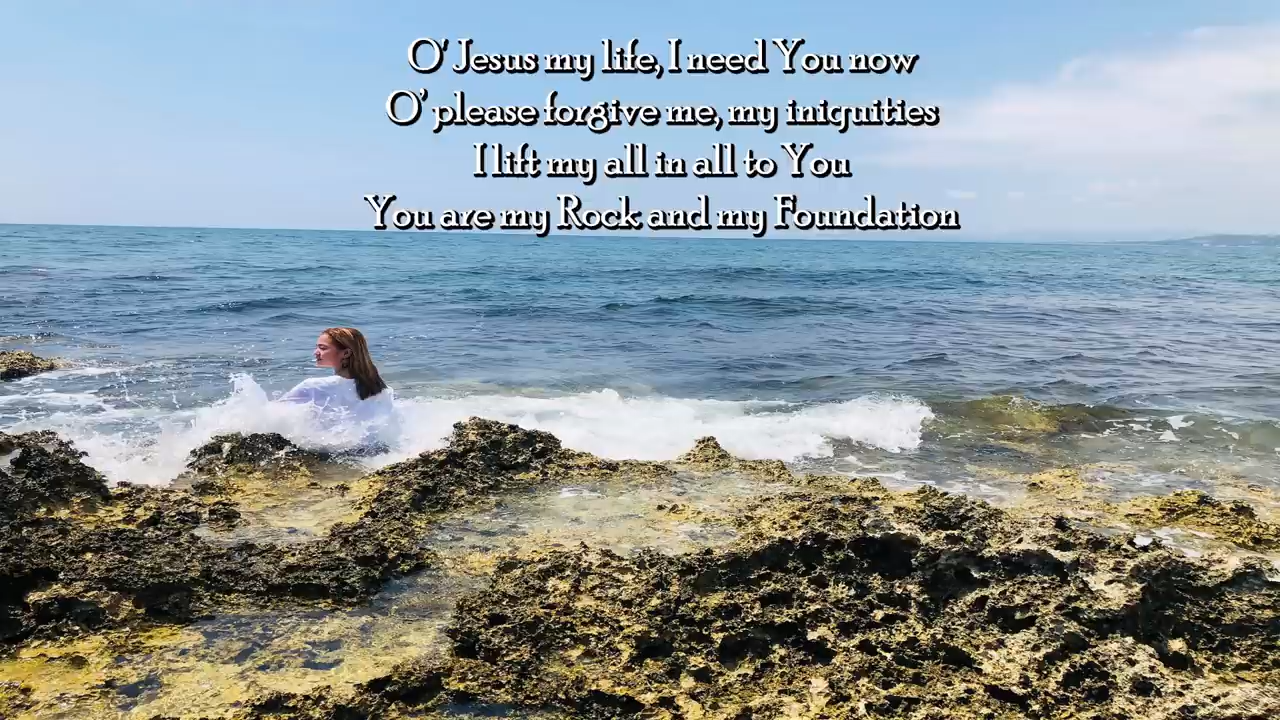 O' Jesus my life, I need You now
O' please forgive me, my iniquities
I lift my all in all to You
You are my Rock and my Foundation